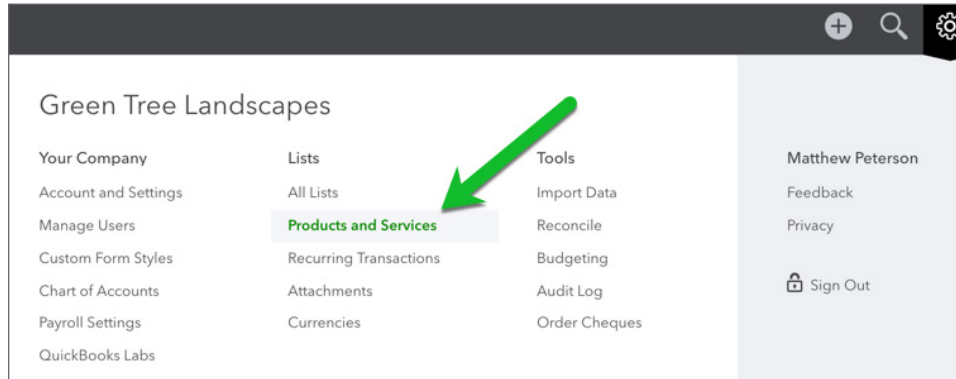 Green Tree Landscapes
Your Company
Account and Settings
Manage Users
Custom Form Styles
Chart of Accounts
Payroll Settings
QuickBooks Labs
Lists
All Lists
Products and Services
Recurring Transactions
Attachments
Currencies
Tools
Import Data
Reconcile
Budgeting
Audit Log
Order Cheques
Matthew Peterson
Feedback
Privacy
Sign Out